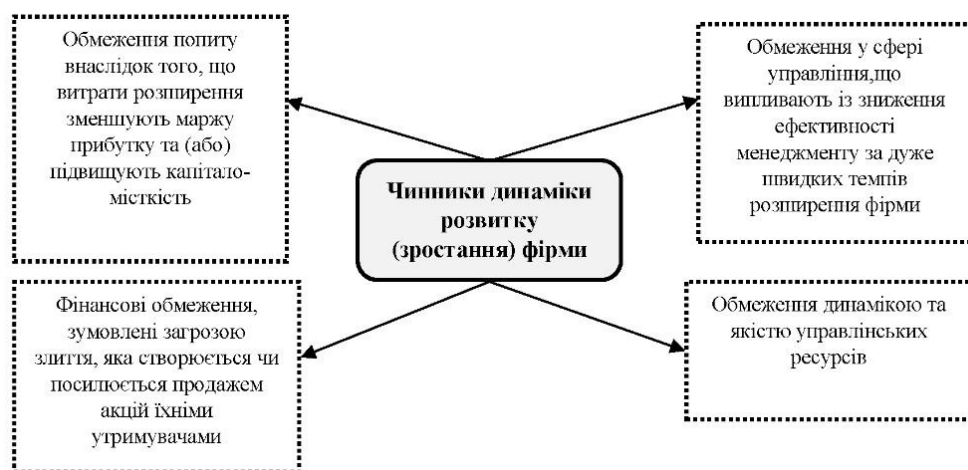 Обмеження попиту
внаслідок того, що
витрати розширення
зменшують маржу
прибутку та (або)
підвищують капітало-
місткість
Обмеження у сфері
управління,що
випливають із зниження
ефективності
менеджменту за дуже
швидких темпів
розширення фірми
Чинники динаміки
розвитку
(зростання) фірми
Фінансові обмеження,
зумовлені загрозою
злиття, яка створюється чи
посилюється продажем
акцій їхніми
утримувачами
Обмеження динамікою та
якістю управлінських
ресурсів